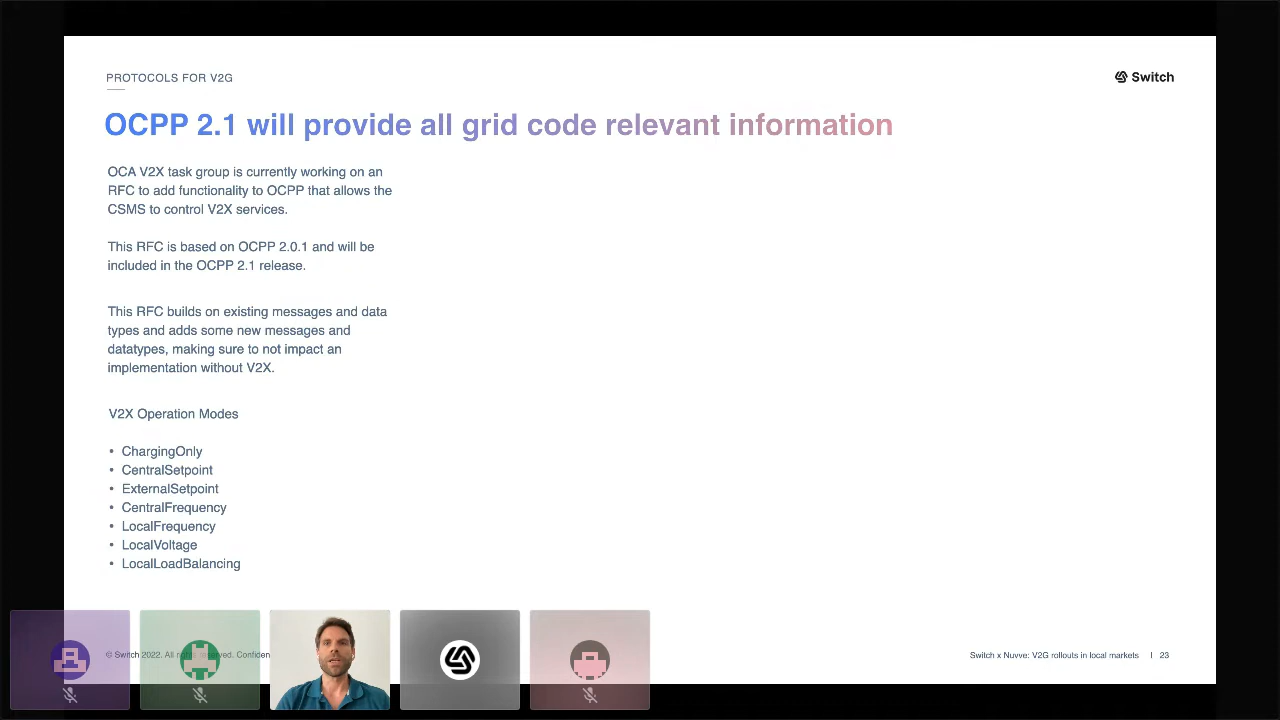 PROTOCOLS FOR V2G
Switch
OCPP 2.1 will provide all grid code relevant information
OCA V2X task group is currently working on an
RFC to add functionality to OCPP that allows the
CSMS to control V2X services.
This RFC is based on OCPP 2.0.1 and will be
included in the OCPP 2.1 release.
This RFC builds on existing messages and data
types and adds some new messages and
datatypes, making sure to not impact an
implementation without V2X.
V2X Operation Modes
• ChargingOnly
• CentralSetpoint
• ExternalSetpoint
• CentralFrequency
• LocalFrequency
• LocalVoltage
• LocalLoadBalancing
© Switch 2022. All rights reserved. Confiden
Switch x Nuvve: V2G rollouts in local markets | 23